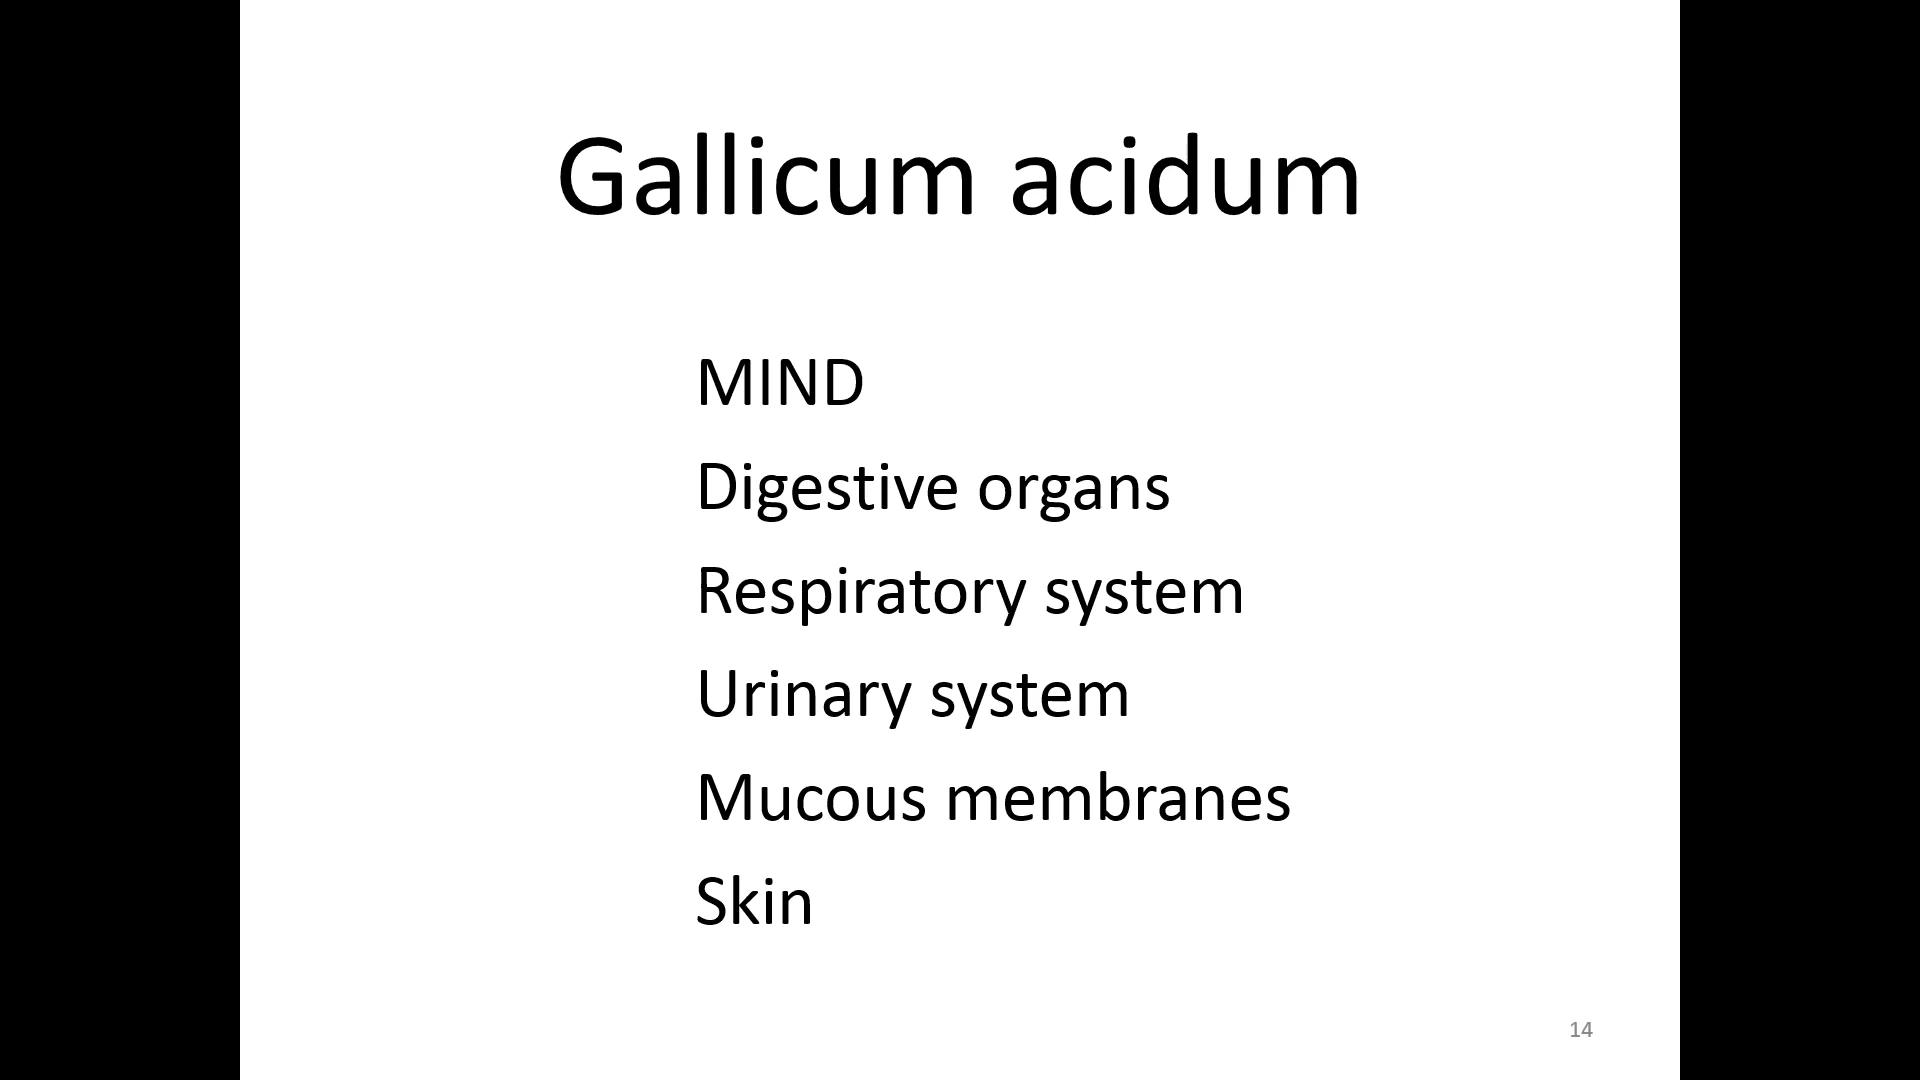 Gallicum acidum
MIND
Digestive organs
Respiratory system
Urinary system
Mucous membranes
Skin
14